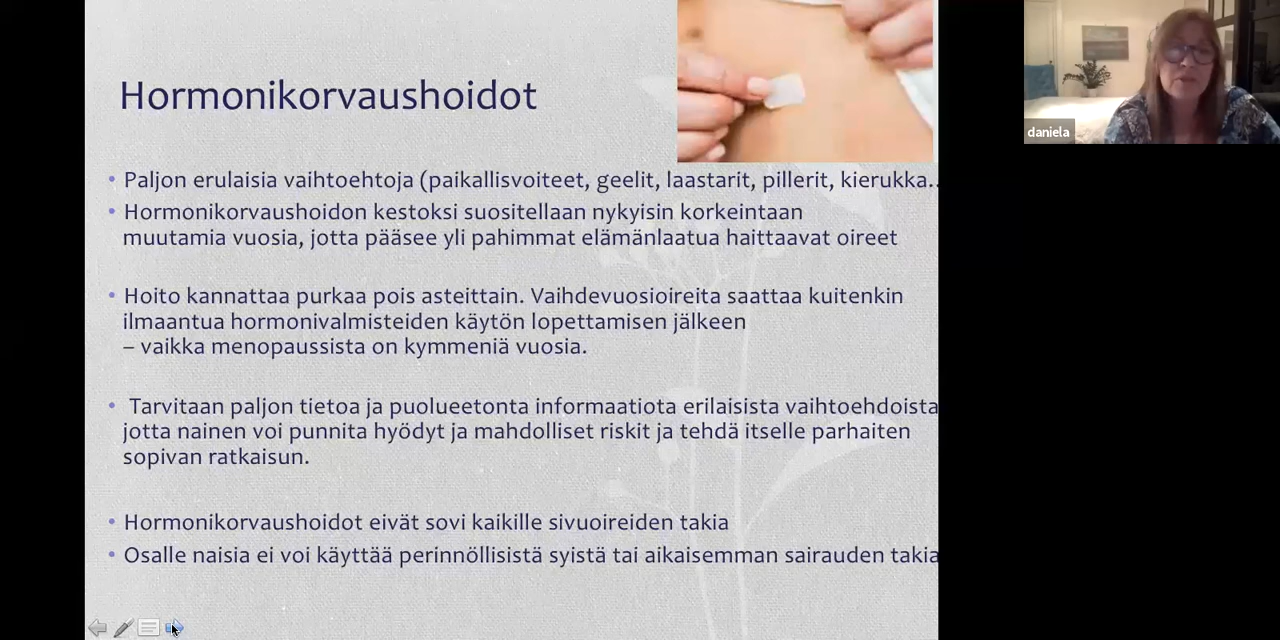 Hormonikorvaushoidot
• Paljon erulaisia vaihtoehtoja (paikallisvoiteet, geelit, laastarit, pillerit, kierukka..
• Hormonikorvaushoidon kestoksi suositellaan nykyisin korkeintaan
muutamia vuosia, jotta pääsee yli pahimmat elämänlaatua haittaavat oireet
• Hoito kannattaa purkaa pois asteittain. Vaihdevuosioireita saattaa kuitenkin
ilmaantua hormonivalmisteiden käytön lopettamisen jälkeen
– vaikka menopaussista on kymmeniä vuosia.
• Tarvitaan paljon tietoa ja puolueetonta informaatiota erilaisista vaihtoehdoista
jotta nainen voi punnita hyödyt ja mahdolliset riskit ja tehdä itselle parhaiten
sopivan ratkaisun.
• Hormonikorvaushoidot eivät sovi kaikille sivuoireiden takia
• Osalle naisia ei voi käyttää perinnöllisistä syistä tai aikaisemman sairauden takia
daniela